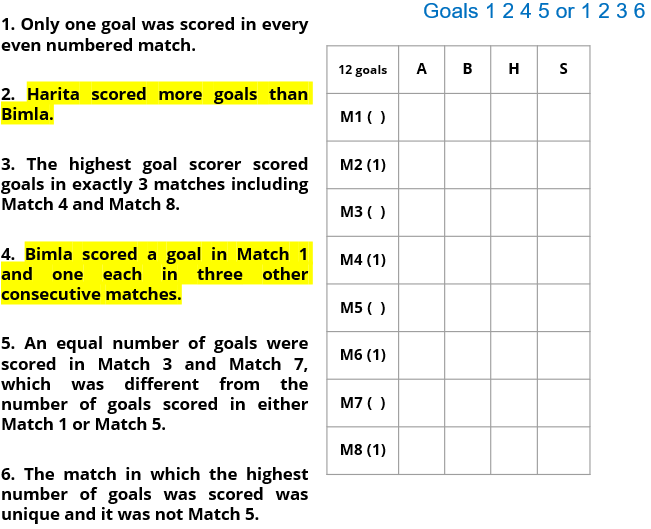 Goals 1 2 4 5 or 1 2 3 6
1. Only one goal was scored in every
even numbered match.
2. Harita scored more goals than
Bimla.
3. The highest goal scorer scored
goals in exactly 3 matches including
Match 4 and Match 8.
4. Bimla scored a goal in Match 1
and one each in three other
consecutive matches.
5. An equal number of goals were
scored in Match 3 and Match 7,
which was different from the
number of goals scored in either
Match 1 or Match 5.
6. The match in which the highest
number of goals was scored was
unique and it was not Match 5.
12 goals A B H S
M1 ( )
M2 (1)
M3 ( )
M4 (1)
M5 ( )
M6 (1)
M7 ( )
M8 (1)